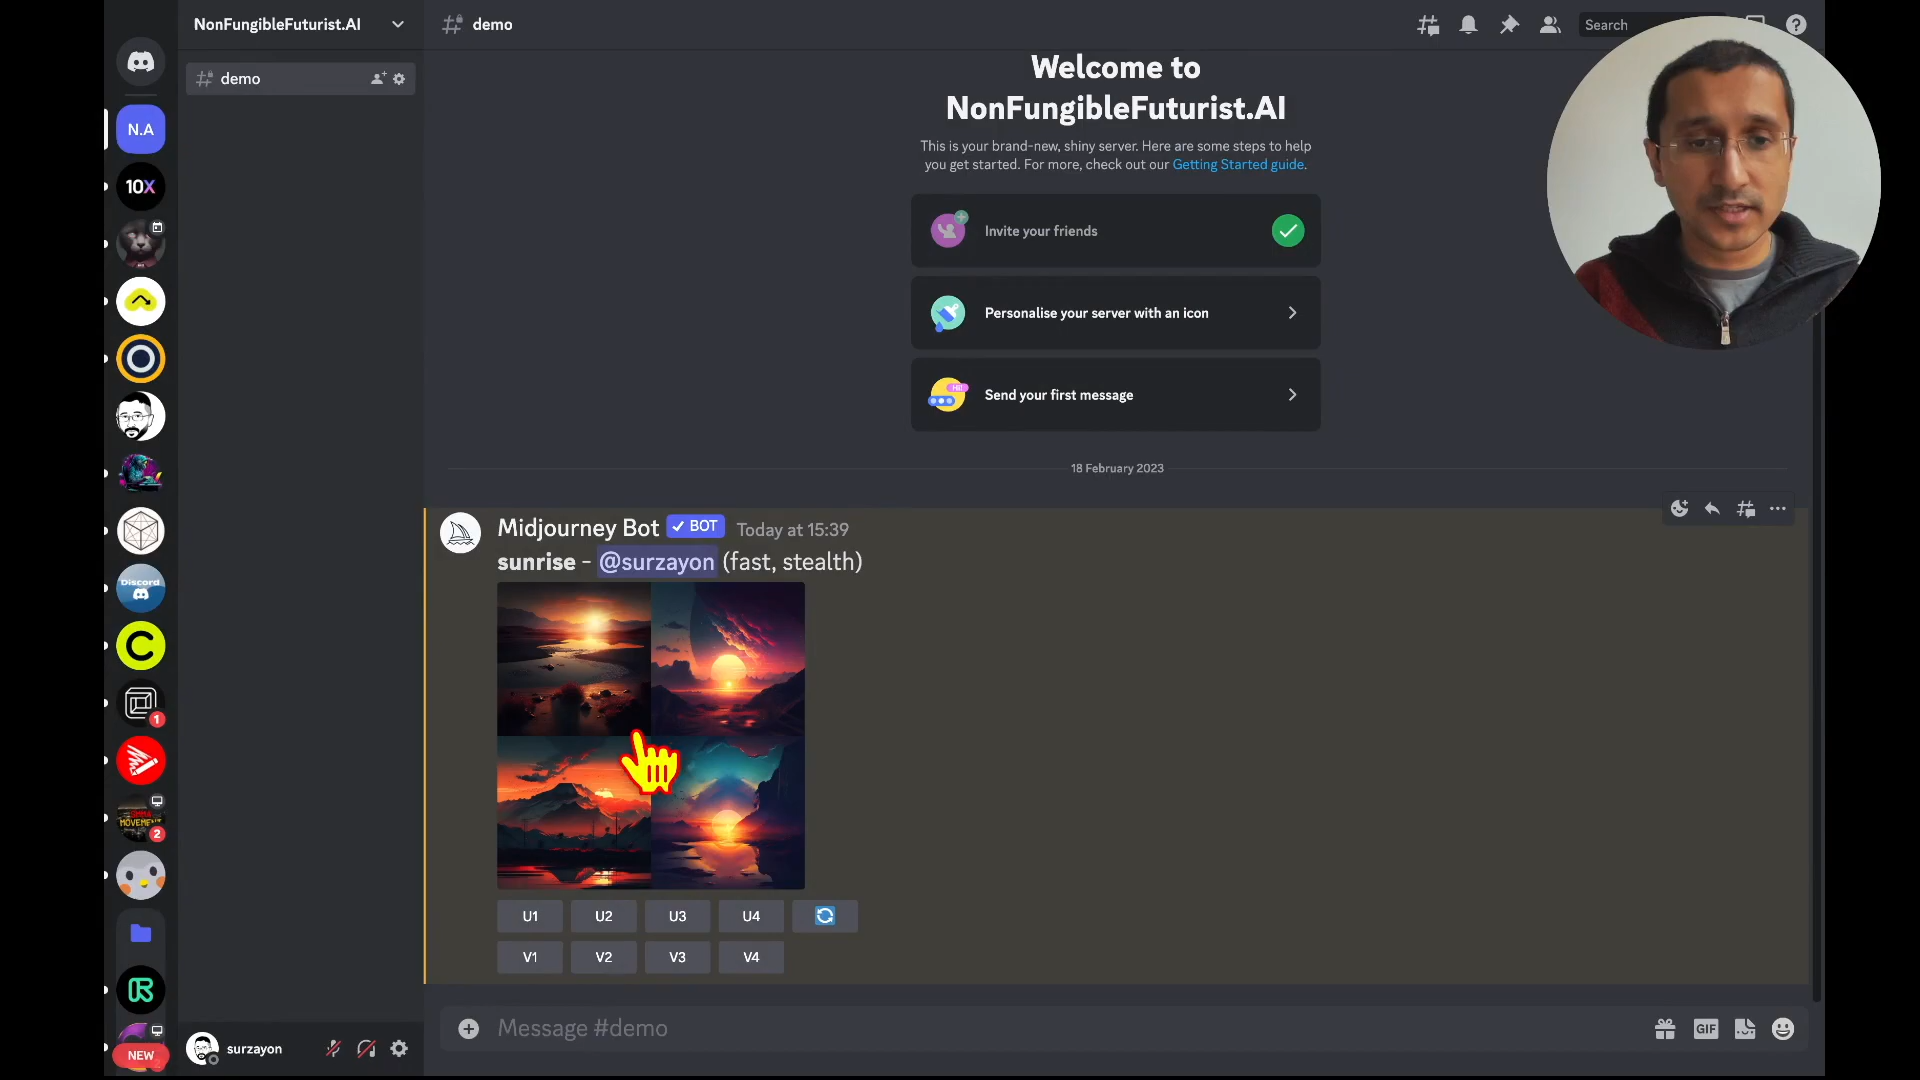 NonFungibleFuturist.AI
demo
Search
demo
N.A
10X
Discord
1
2
NEW
surzayon
Welcome to
NonFungibleFuturist.AI
This is your brand-new, shiny server. Here are some steps to help
you get started. For more, check out our Getting Started guide.
Invite your friends
Personalise your server with an icon
Send your first message
18 February 2023
Midjourney Bot ✓ BOT Today at 15:39
sunrise - @surzayon (fast, stealth)
U1 U2 U3 U4
V1 V2 V3 V4
Message #demo
GIF